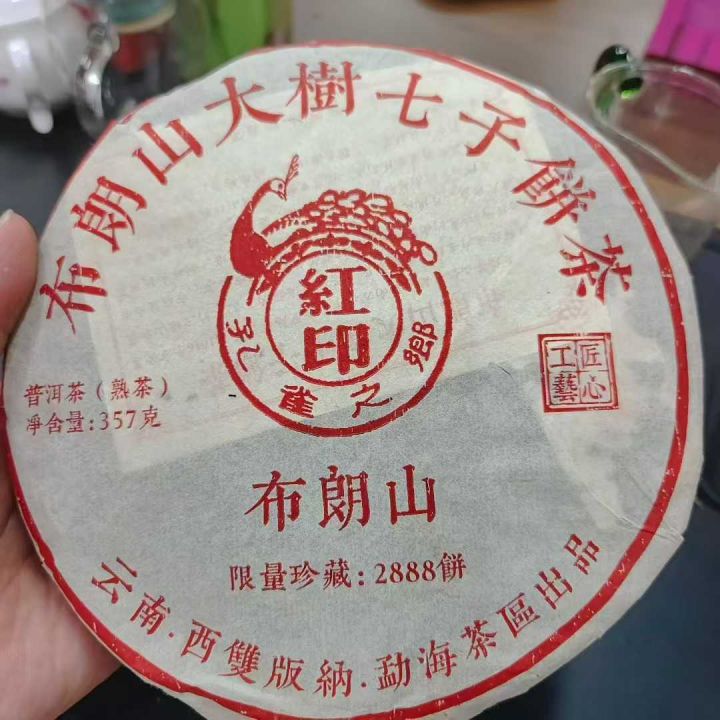 布朗山大樹七子餅茶
紅印
孔雀之鄉
匠心
工藝
普洱茶（熟茶）
淨含量:357克
布朗山
限量珍藏:2888餅
云南.西雙版納.勐海茶區出品